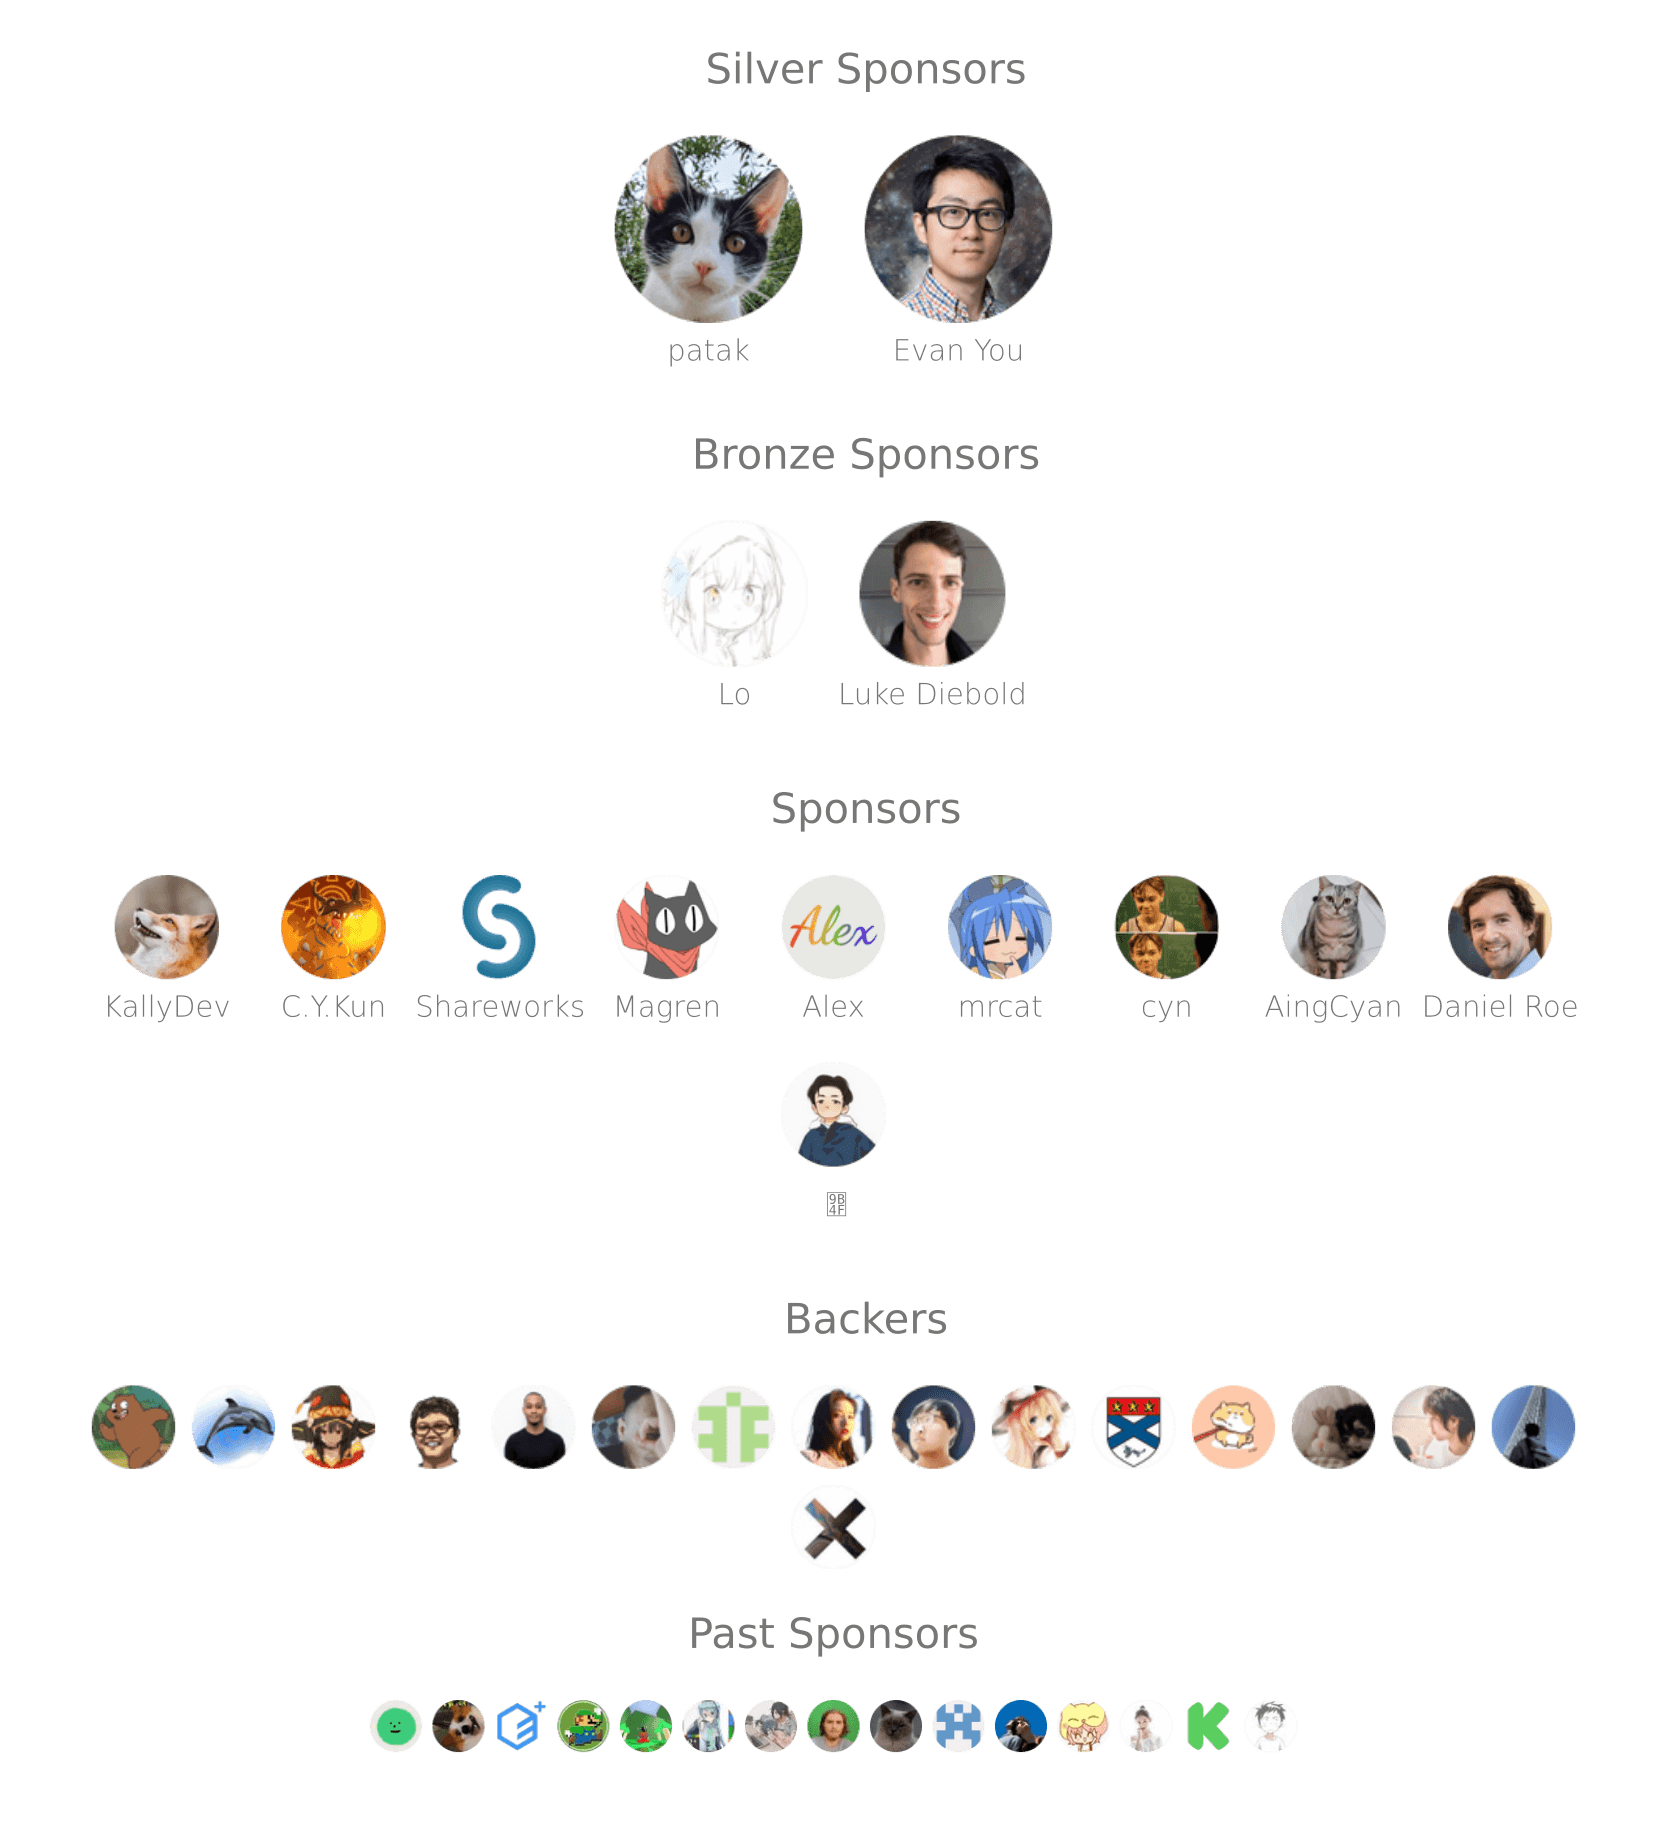 Silver Sponsors
patak
Evan You
Bronze Sponsors
Lo
Luke Diebold
Sponsors
Alex
KallyDev
C.Y.Kun
Shareworks
Magren
Alex
mrcat
cyn
AingCyan
Daniel Roe
Backers
Past Sponsors